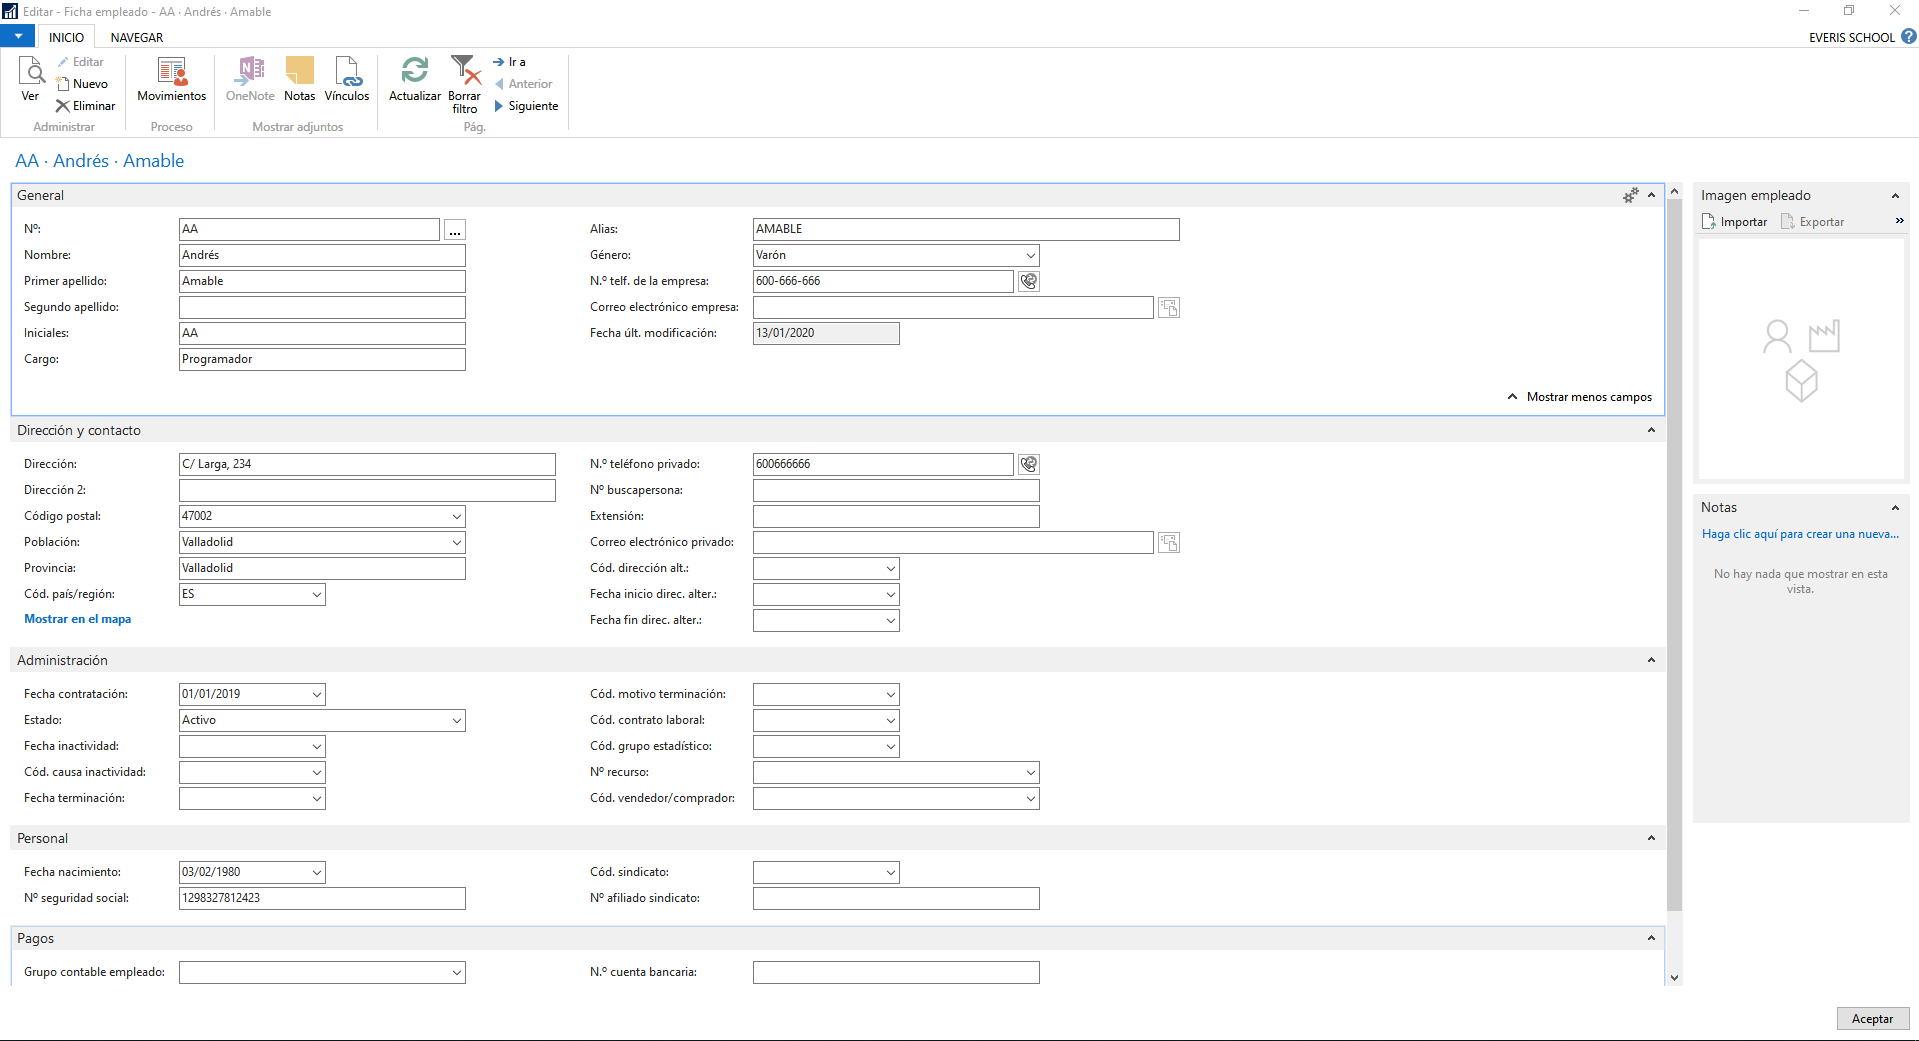 Editar - Ficha empleado - AA · Andrés · Amable
INICIO NAVEGAR
EVERIS SCHOOL ?
Ver
Editar
Nuevo
Eliminar
Administrar
Movimientos
Proceso
OneNote Notas Vínculos
Mostrar adjuntos
Actualizar Borrar filtro
Ir a
Anterior
Siguiente
Pág.
AA · Andrés · Amable
General
Nº: AA ...
Nombre: Andrés
Primer apellido: Amable
Segundo apellido:
Iniciales: AA
Cargo: Programador
Alias: AMABLE
Género: Varón
N.º telf. de la empresa: 600-666-666
Correo electrónico empresa:
Fecha últ. modificación: 13/01/2020
Mostrar menos campos
Dirección y contacto
Dirección: C/ Larga, 234
Dirección 2:
Código postal: 47002
Población: Valladolid
Provincia: Valladolid
Cód. país/región: ES
Mostrar en el mapa
N.º teléfono privado: 600666666
Nº buscapersona:
Extensión:
Correo electrónico privado:
Cód. dirección alt.:
Fecha inicio direc. alter.:
Fecha fin direc. alter.:
Administración
Fecha contratación: 01/01/2019
Estado: Activo
Fecha inactividad:
Cód. causa inactividad:
Fecha terminación:
Cód. motivo terminación:
Cód. contrato laboral:
Cód. grupo estadístico:
Nº recurso:
Cód. vendedor/comprador:
Personal
Fecha nacimiento: 03/02/1980
Nº seguridad social: 1298327812423
Cód. sindicato:
Nº afiliado sindicato:
Pagos
Grupo contable empleado:
N.º cuenta bancaria:
Imagen empleado
Importar Exportar »
Notas
Haga clic aquí para crear una nueva...
No hay nada que mostrar en esta
vista.
Aceptar